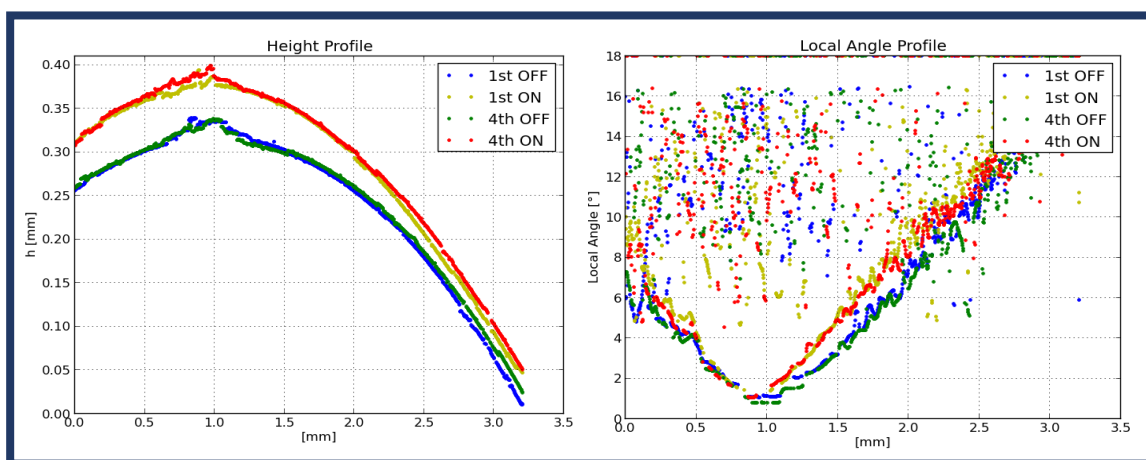 Height Profile
0.40
0.35
0.30
0.25
0.20
0.15
0.10
0.05
0.00
h [mm]
0.0 0.5 1.0 1.5 2.0 2.5 3.0 3.5
[mm]
1st OFF
1st ON
4th OFF
4th ON
Local Angle Profile
18
16
14
12
10
8
6
4
2
0
Local Angle [°]
0.0 0.5 1.0 1.5 2.0 2.5 3.0 3.5
[mm]
1st OFF
1st ON
4th OFF
4th ON